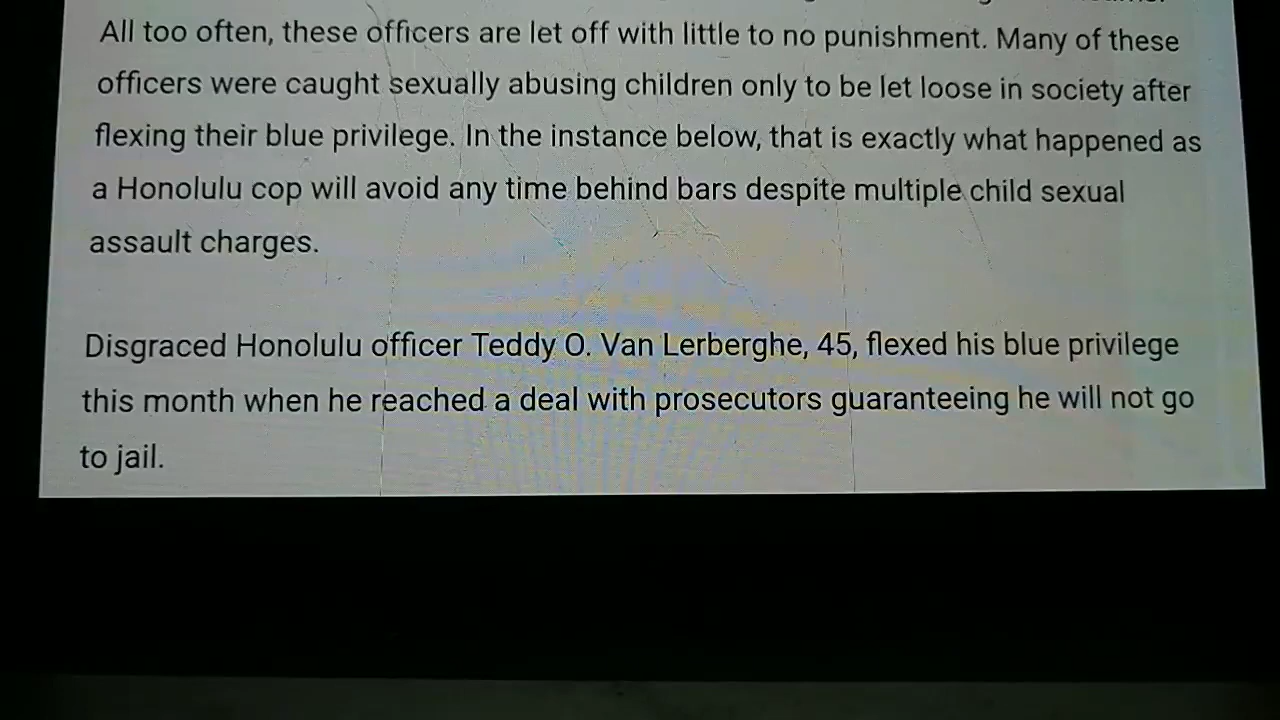 All too often, these officers are let off with little to no punishment. Many of these
officers were caught sexually abusing children only to be let loose in society after
flexing their blue privilege. In the instance below, that is exactly what happened as
a Honolulu cop will avoid any time behind bars despite multiple child sexual
assault charges.
Disgraced Honolulu officer Teddy O. Van Lerberghe, 45, flexed his blue privilege
this month when he reached a deal with prosecutors guaranteeing he will not go
to jail.